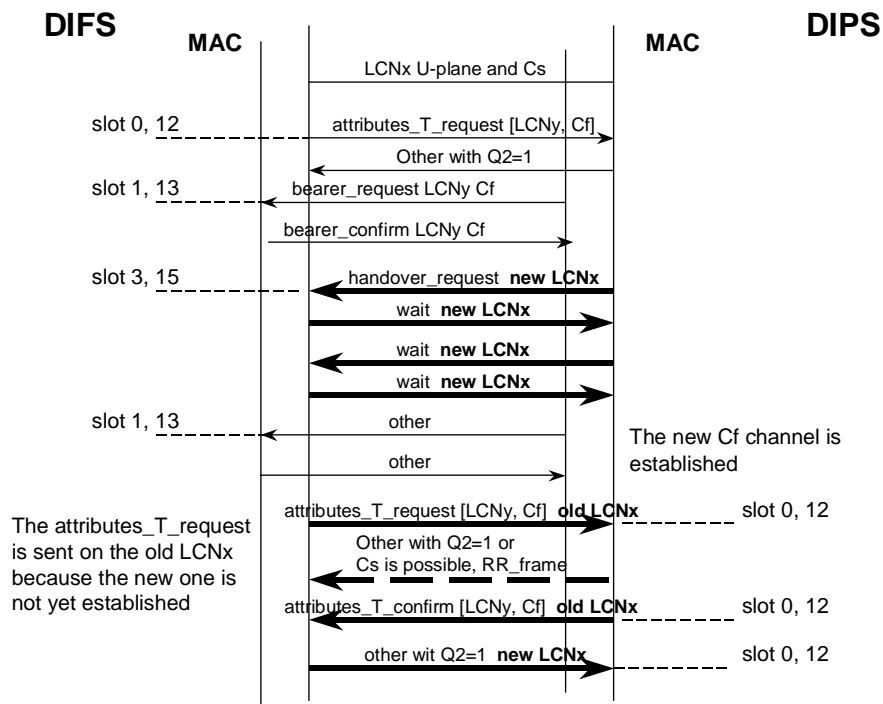 DIFS
DIPS
MAC
MAC
LCNx U-plane and Cs
slot 0, 12
attributes_T_request [LCNy, Cf]
Other with Q2=1
slot 1, 13
bearer_request LCNy Cf
bearer_confirm LCNy Cf
slot 3, 15
handover_request new LCNx
wait new LCNx
wait new LCNx
wait new LCNx
slot 1, 13
other
The new Cf channel is
established
other
attributes_T_request [LCNy, Cf] old LCNx
slot 0, 12
The attributes_T_request
is sent on the old LCNx
because the new one is
not yet established
Other with Q2=1 or
Cs is possible, RR_frame
attributes_T_confirm [LCNy, Cf] old LCNx
slot 0, 12
other wit Q2=1 new LCNx
slot 0, 12